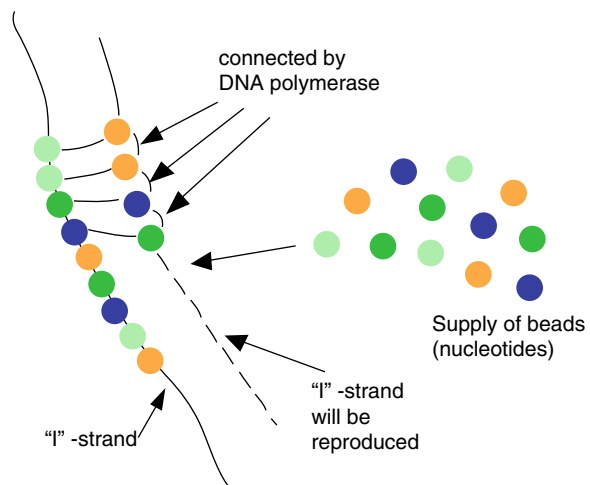 connected by
DNA polymerase
Supply of beads
(nucleotides)
“I” -strand
will be
reproduced
“I” -strand